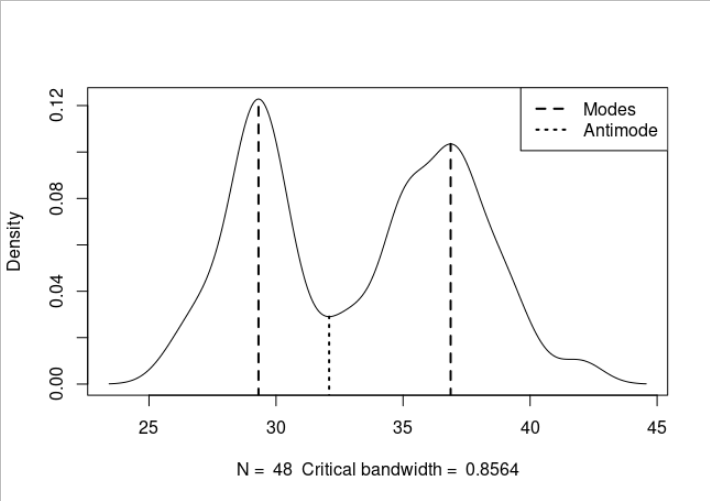 Modes
Antimode
Density
0.12
0.08
0.04
0.00
25 30 35 40 45
N = 48 Critical bandwidth = 0.8564